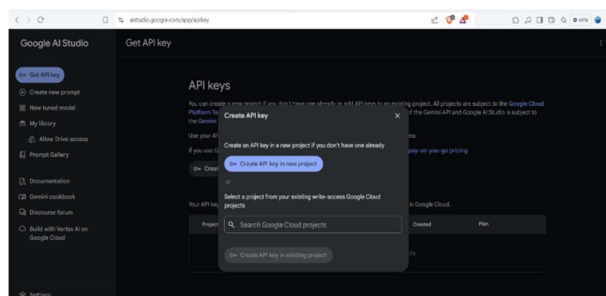 aistudio.google.com/app/apikey
VPN
Google AI Studio
Get API key
Get API key
Create new prompt
New tuned model
My library
Allow Drive access
Prompt Gallery
Documentation
Gemini cookbook
Discourse forum
Build with Vertex AI on
Google Cloud
Settings
API keys
You can create a new project if you don't have one already or add API keys to an existing project. All projects are subject to the Google Cloud
Platform Te
of the Gemini API and Google AI Studio is subject to
the Gemini
Use your AP
If you use G
pay-as-you-go pricing
Creat
Your API key
in Google Cloud.
Project
Created
Plan
Create API key
Create an API key in a new project if you don't have one already
Create API key in new project
or
Select a project from your existing write-access Google Cloud
projects
Search Google Cloud projects
Create API key in existing project